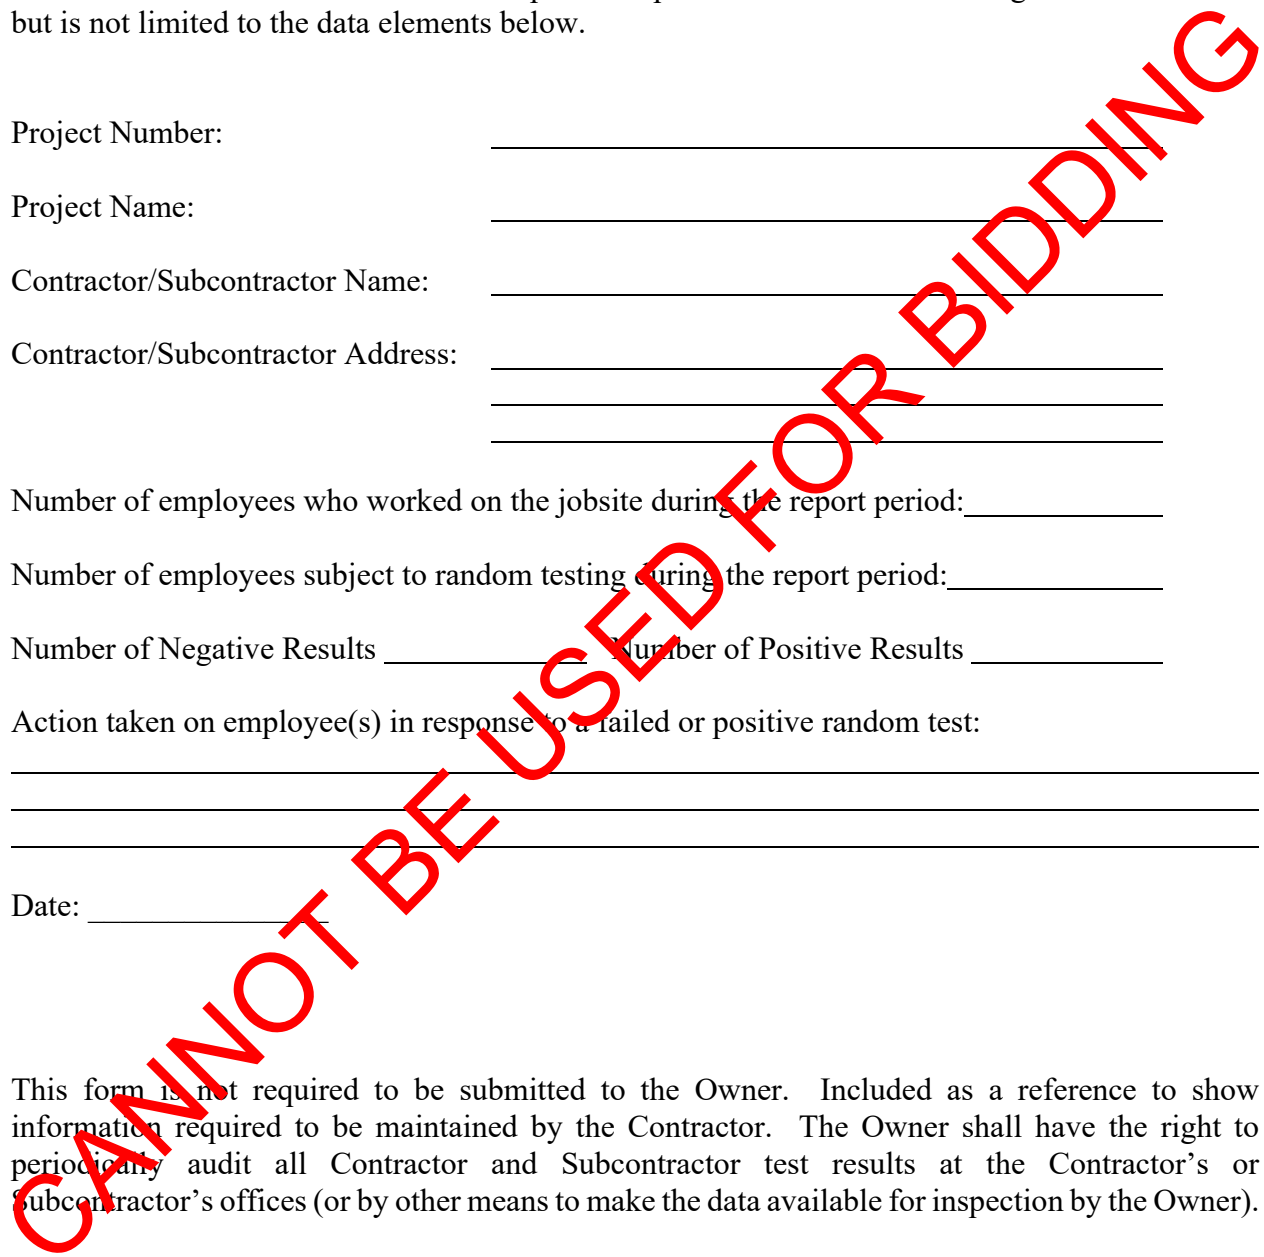 but is not limited to the data elements below.
Project Number:
Project Name:
Contractor/Subcontractor Name:
Contractor/Subcontractor Address:
Number of employees who worked on the jobsite during the report period:
Number of employees subject to random testing during the report period:
Number of Negative Results Number of Positive Results
Action taken on employee(s) in response to a failed or positive random test:
Date:
This form is not required to be submitted to the Owner. Included as a reference to show
information required to be maintained by the Contractor. The Owner shall have the right to
periodically audit all Contractor and Subcontractor test results at the Contractor’s or
Subcontractor’s offices (or by other means to make the data available for inspection by the Owner).
CANNOT BE USED FOR BIDDING